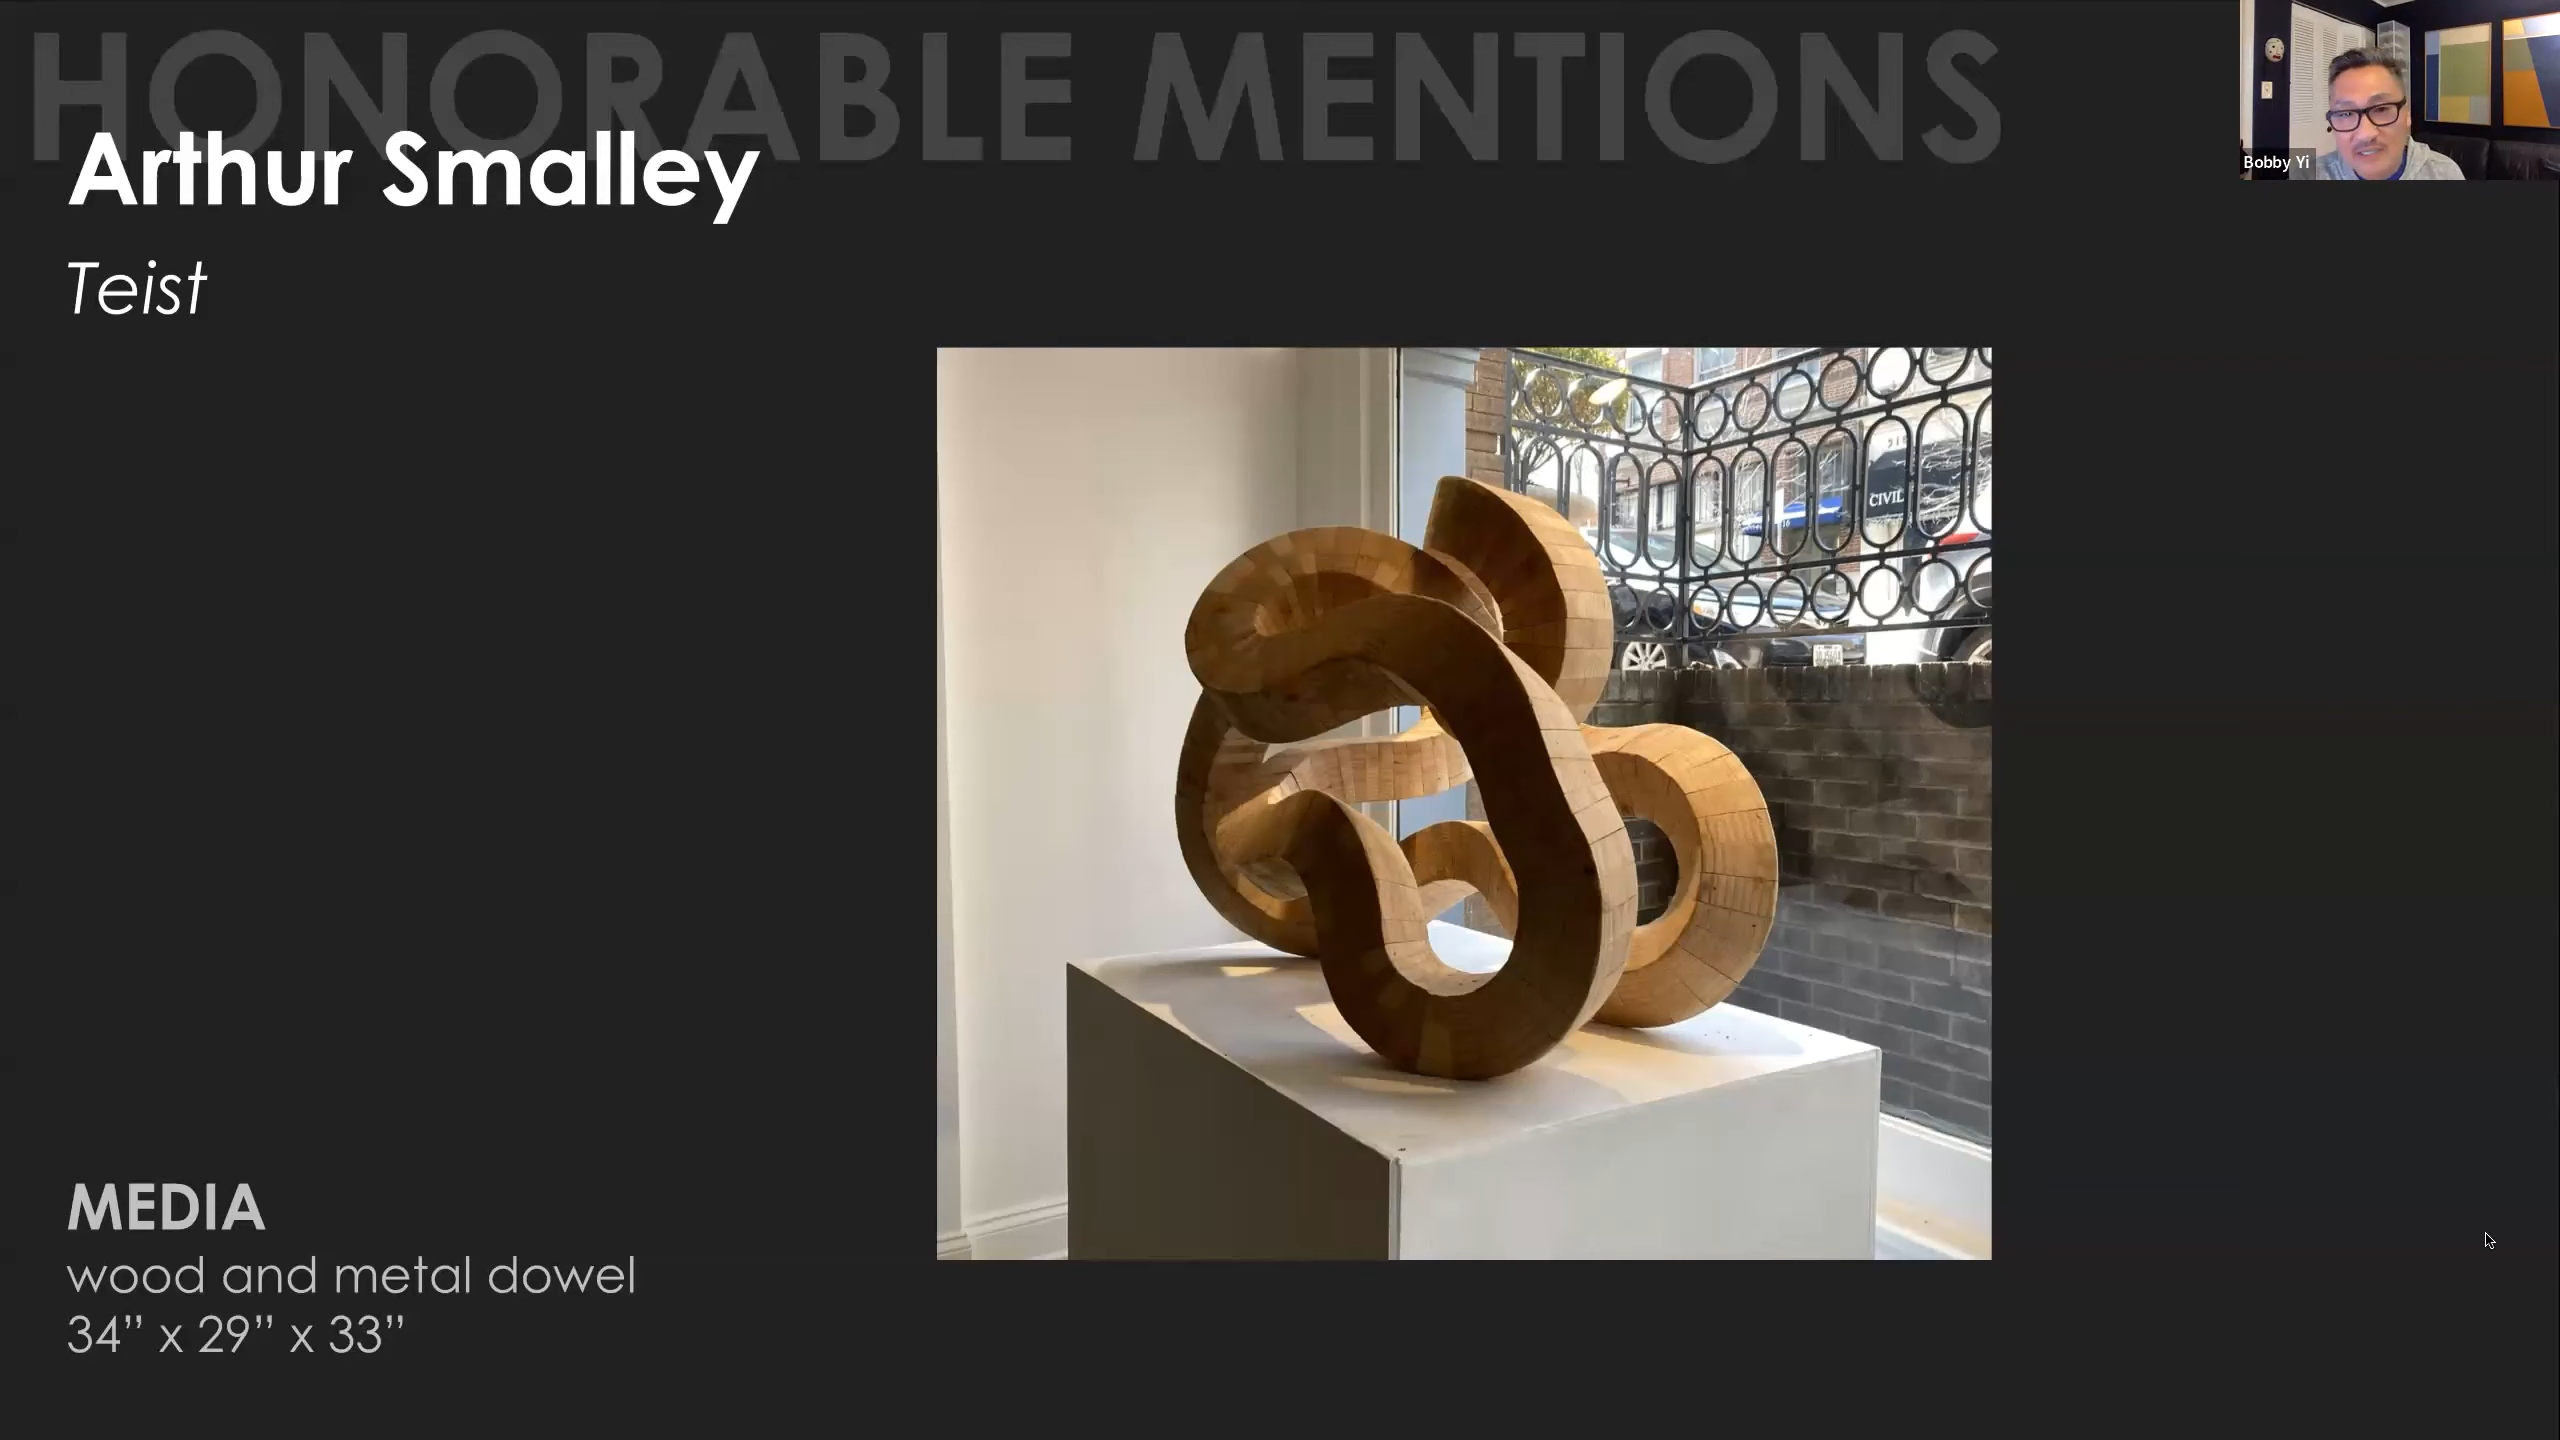 HONORABLE MENTIONS
Arthur Smalley
Teist
Bobby Yi
CIVIL
MEDIA
wood and metal dowel
34” x 29” x 33”